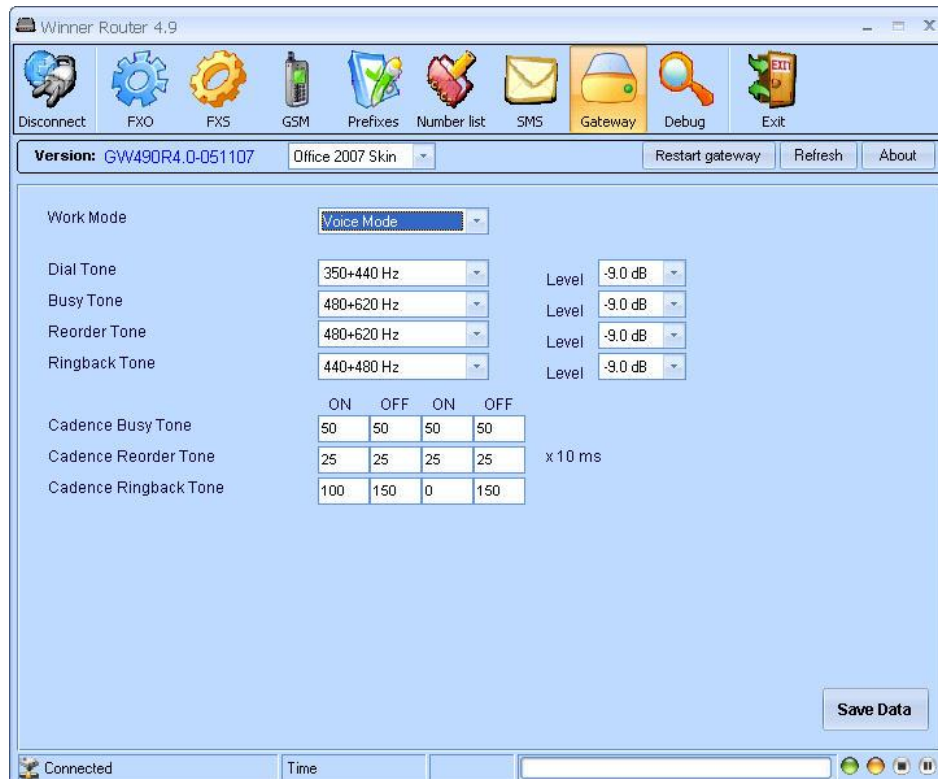 Winner Router 4.9
Disconnect FXO FXS GSM Prefixes Number list SMS Gateway Debug EXIT Exit
Version: GW490R4.0-051107 Office 2007 Skin Restart gateway Refresh About
Work Mode Voice Mode
Dial Tone 350+440 Hz Level -9.0 dB
Busy Tone 480+620 Hz Level -9.0 dB
Reorder Tone 480+620 Hz Level -9.0 dB
Ringback Tone 440+480 Hz Level -9.0 dB
ON OFF ON OFF
Cadence Busy Tone 50 50 50 50
Cadence Reorder Tone 25 25 25 25 x 10 ms
Cadence Ringback Tone 100 150 0 150
Save Data
Connected Time